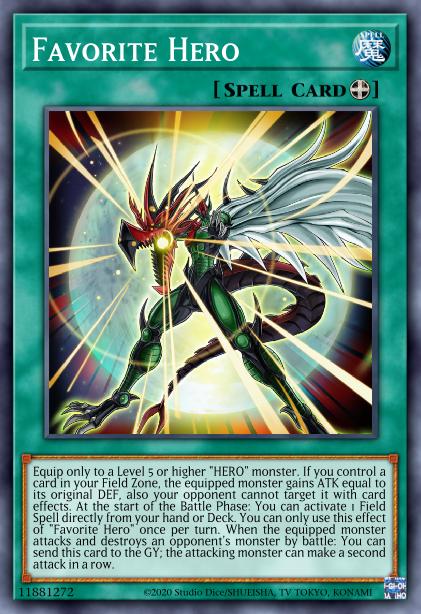 FAVORITE HERO
SPELL
魔
[SPELL CARD]
Equip only to a Level 5 or higher "HERO" monster. If you control a
card in your Field Zone, the equipped monster gains ATK equal to
its original DEF, also your opponent cannot target it with card
effects. At the start of the Battle Phase: You can activate 1 Field
Spell directly from your hand or Deck. You can only use this effect
of "Favorite Hero" once per turn. When the equipped monster
attacks and destroys an opponent's monster by battle: You can
send this card to the GY; the attacking monster can make a second
attack in a row.
11881272
©2020 Studio Dice/SHUEISHA, TV TOKYO, KONAMI